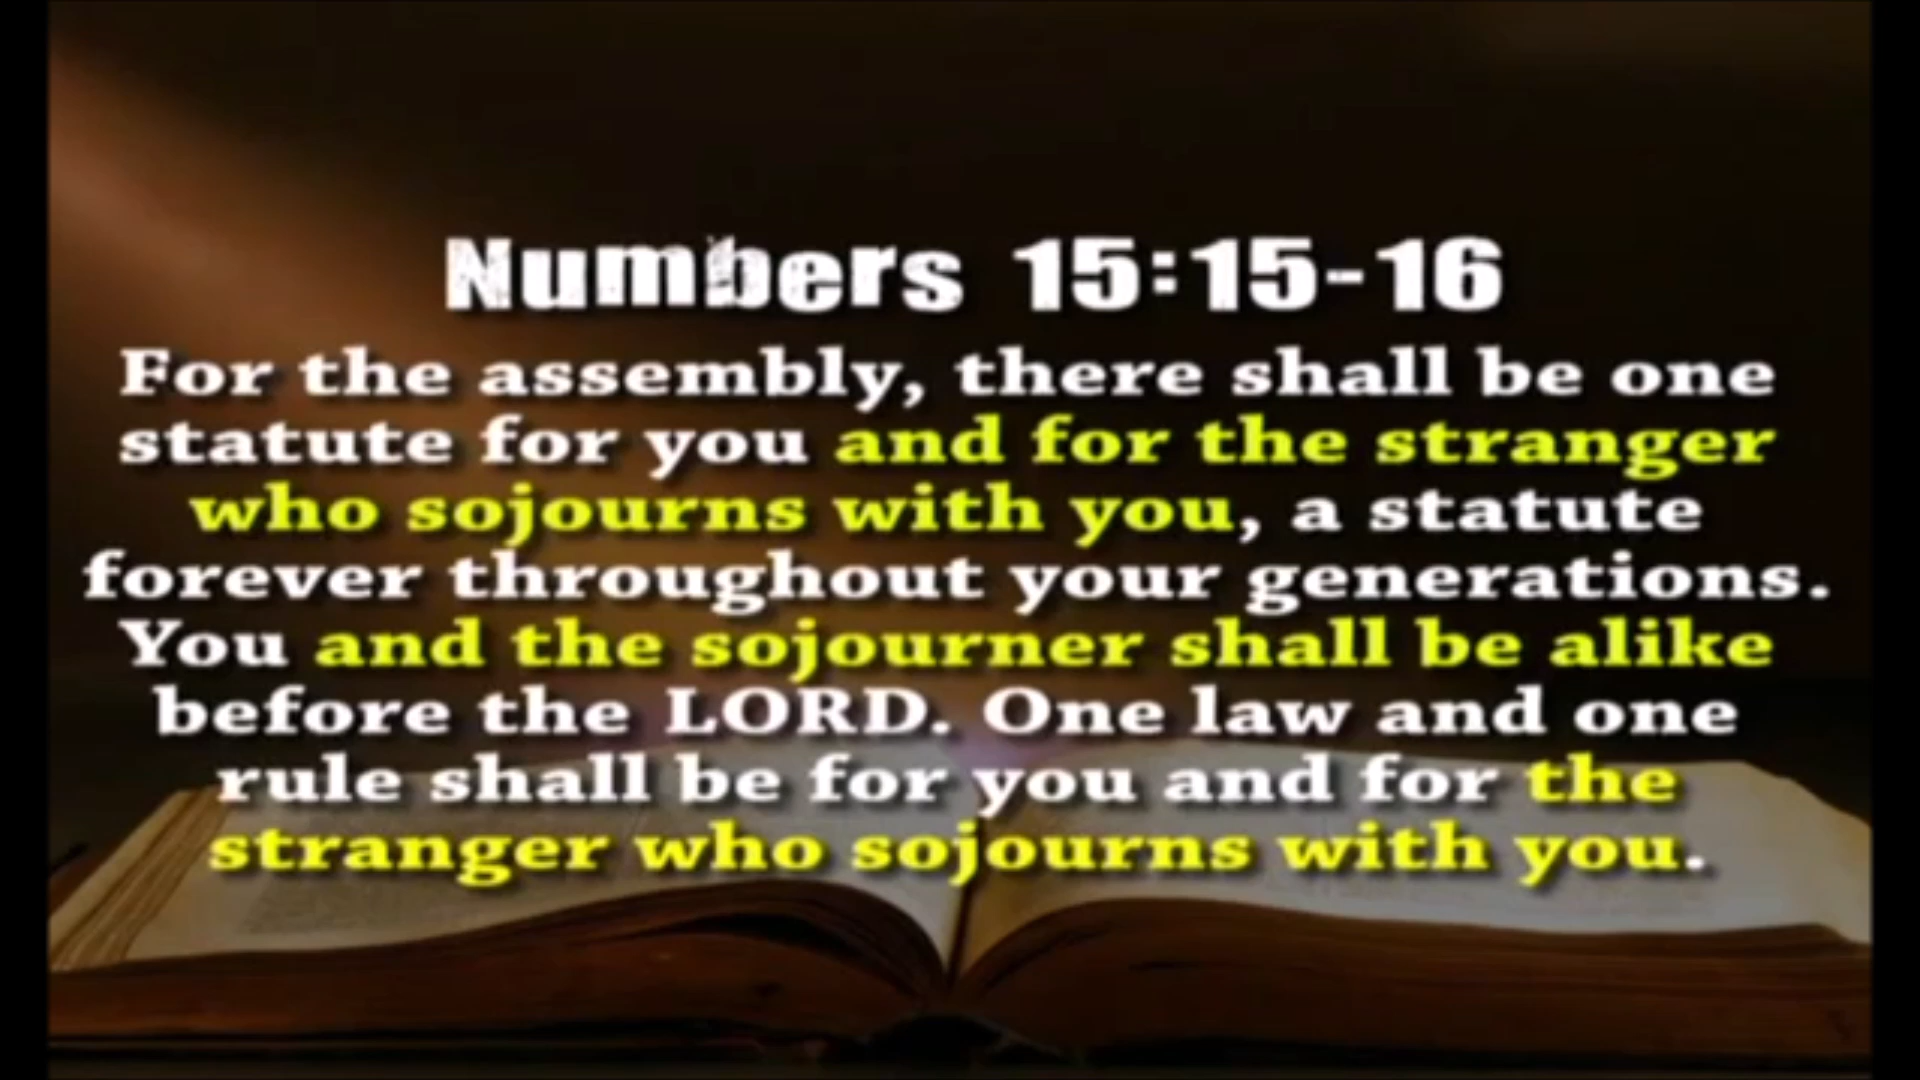 Numbers 15:15-16
For the assembly, there shall be one
statute for you and for the stranger
who sojourns with you, a statute
forever throughout your generations.
You and the sojourner shall be alike
before the LORD. One law and one
rule shall be for you and for the
stranger who sojourns with you.